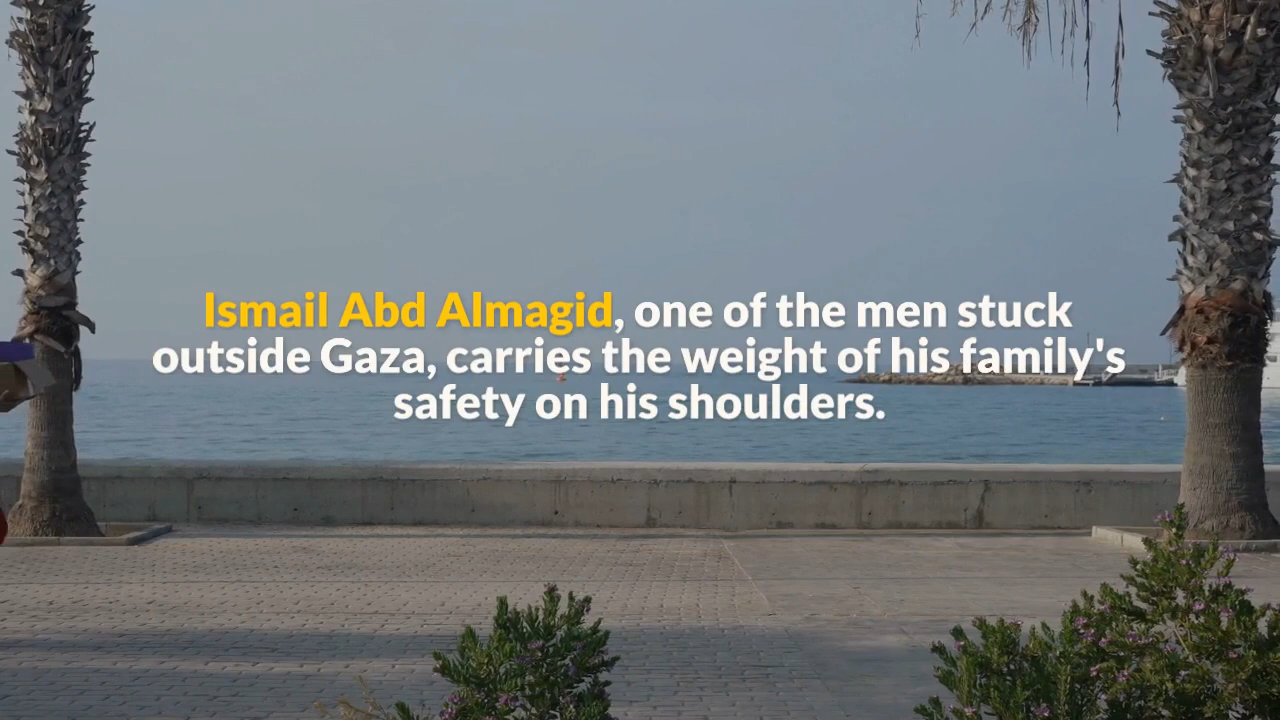 Ismail Abd Almagid, one of the men stuck
outside Gaza, carries the weight of his family's
safety on his shoulders.